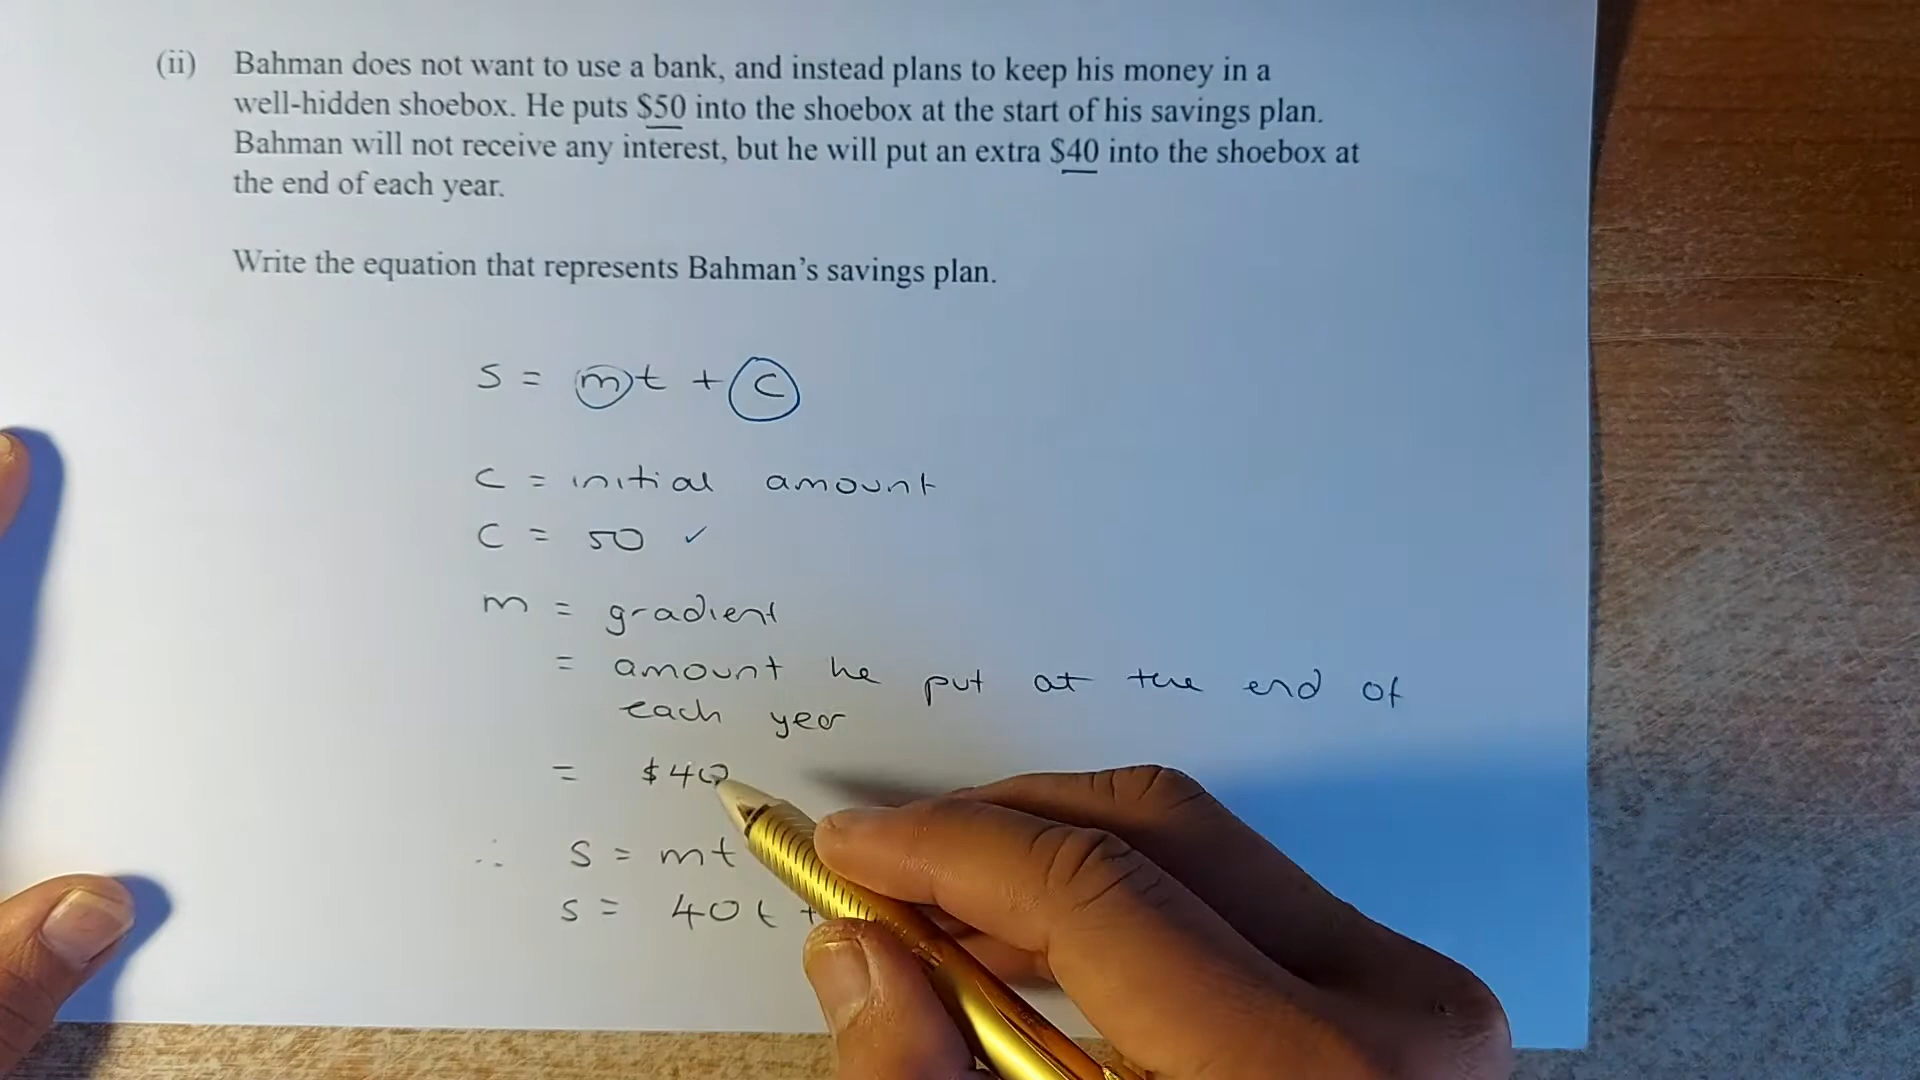 (ii) Bahman does not want to use a bank, and instead plans to keep his money in a
well-hidden shoebox. He puts $50 into the shoebox at the start of his savings plan.
Bahman will not receive any interest, but he will put an extra $40 into the shoebox at
the end of each year.
Write the equation that represents Bahman's savings plan.
S = mt + C
C = initial amount
C = 50 ✓
m = gradient
= amount he put at the end of
each year
= $40
∴ S = mt
S = 40t +